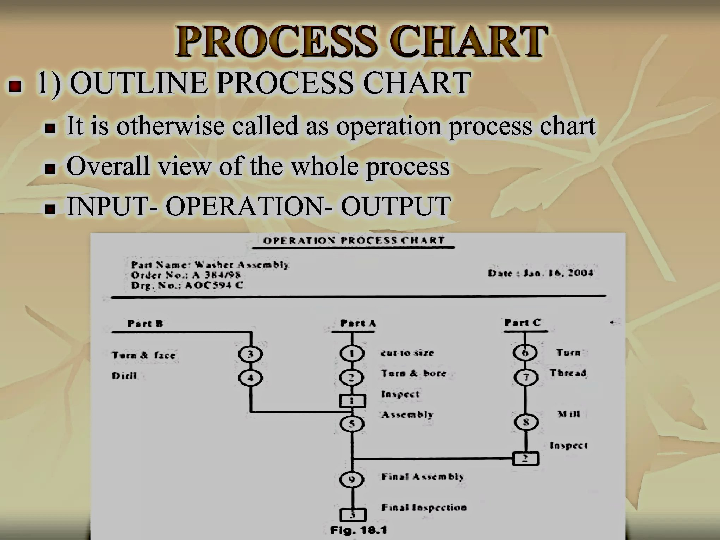 PROCESS CHART
1) OUTLINE PROCESS CHART
It is otherwise called as operation process chart
Overall view of the whole process
INPUT- OPERATION- OUTPUT
OPERATION PROCESS CHART
Part Name: Washer Assembly
Order No.: A 384/98
Date : Jan. 16, 2004
Drg. No.: AOC594 C
Part B Part A Part C
Turn & face 3 1 cut to size 6 Turn
Dirll 4 2 Turn & bore 7 Thread
1 Inspect
5 Assembly 8 Mill
2 Inspect
9 Final Assembly
3 Final Inspection
Fig. 18.1